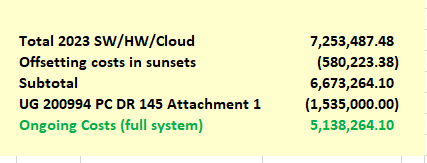 Total 2023 SW/HW/Cloud 7,253,487.48
Offsetting costs in sunsets (580,223.38)
Subtotal 6,673,264.10
UG 200994 PC DR 145 Attachment 1 (1,535,000.00)
Ongoing Costs (full system) 5,138,264.10